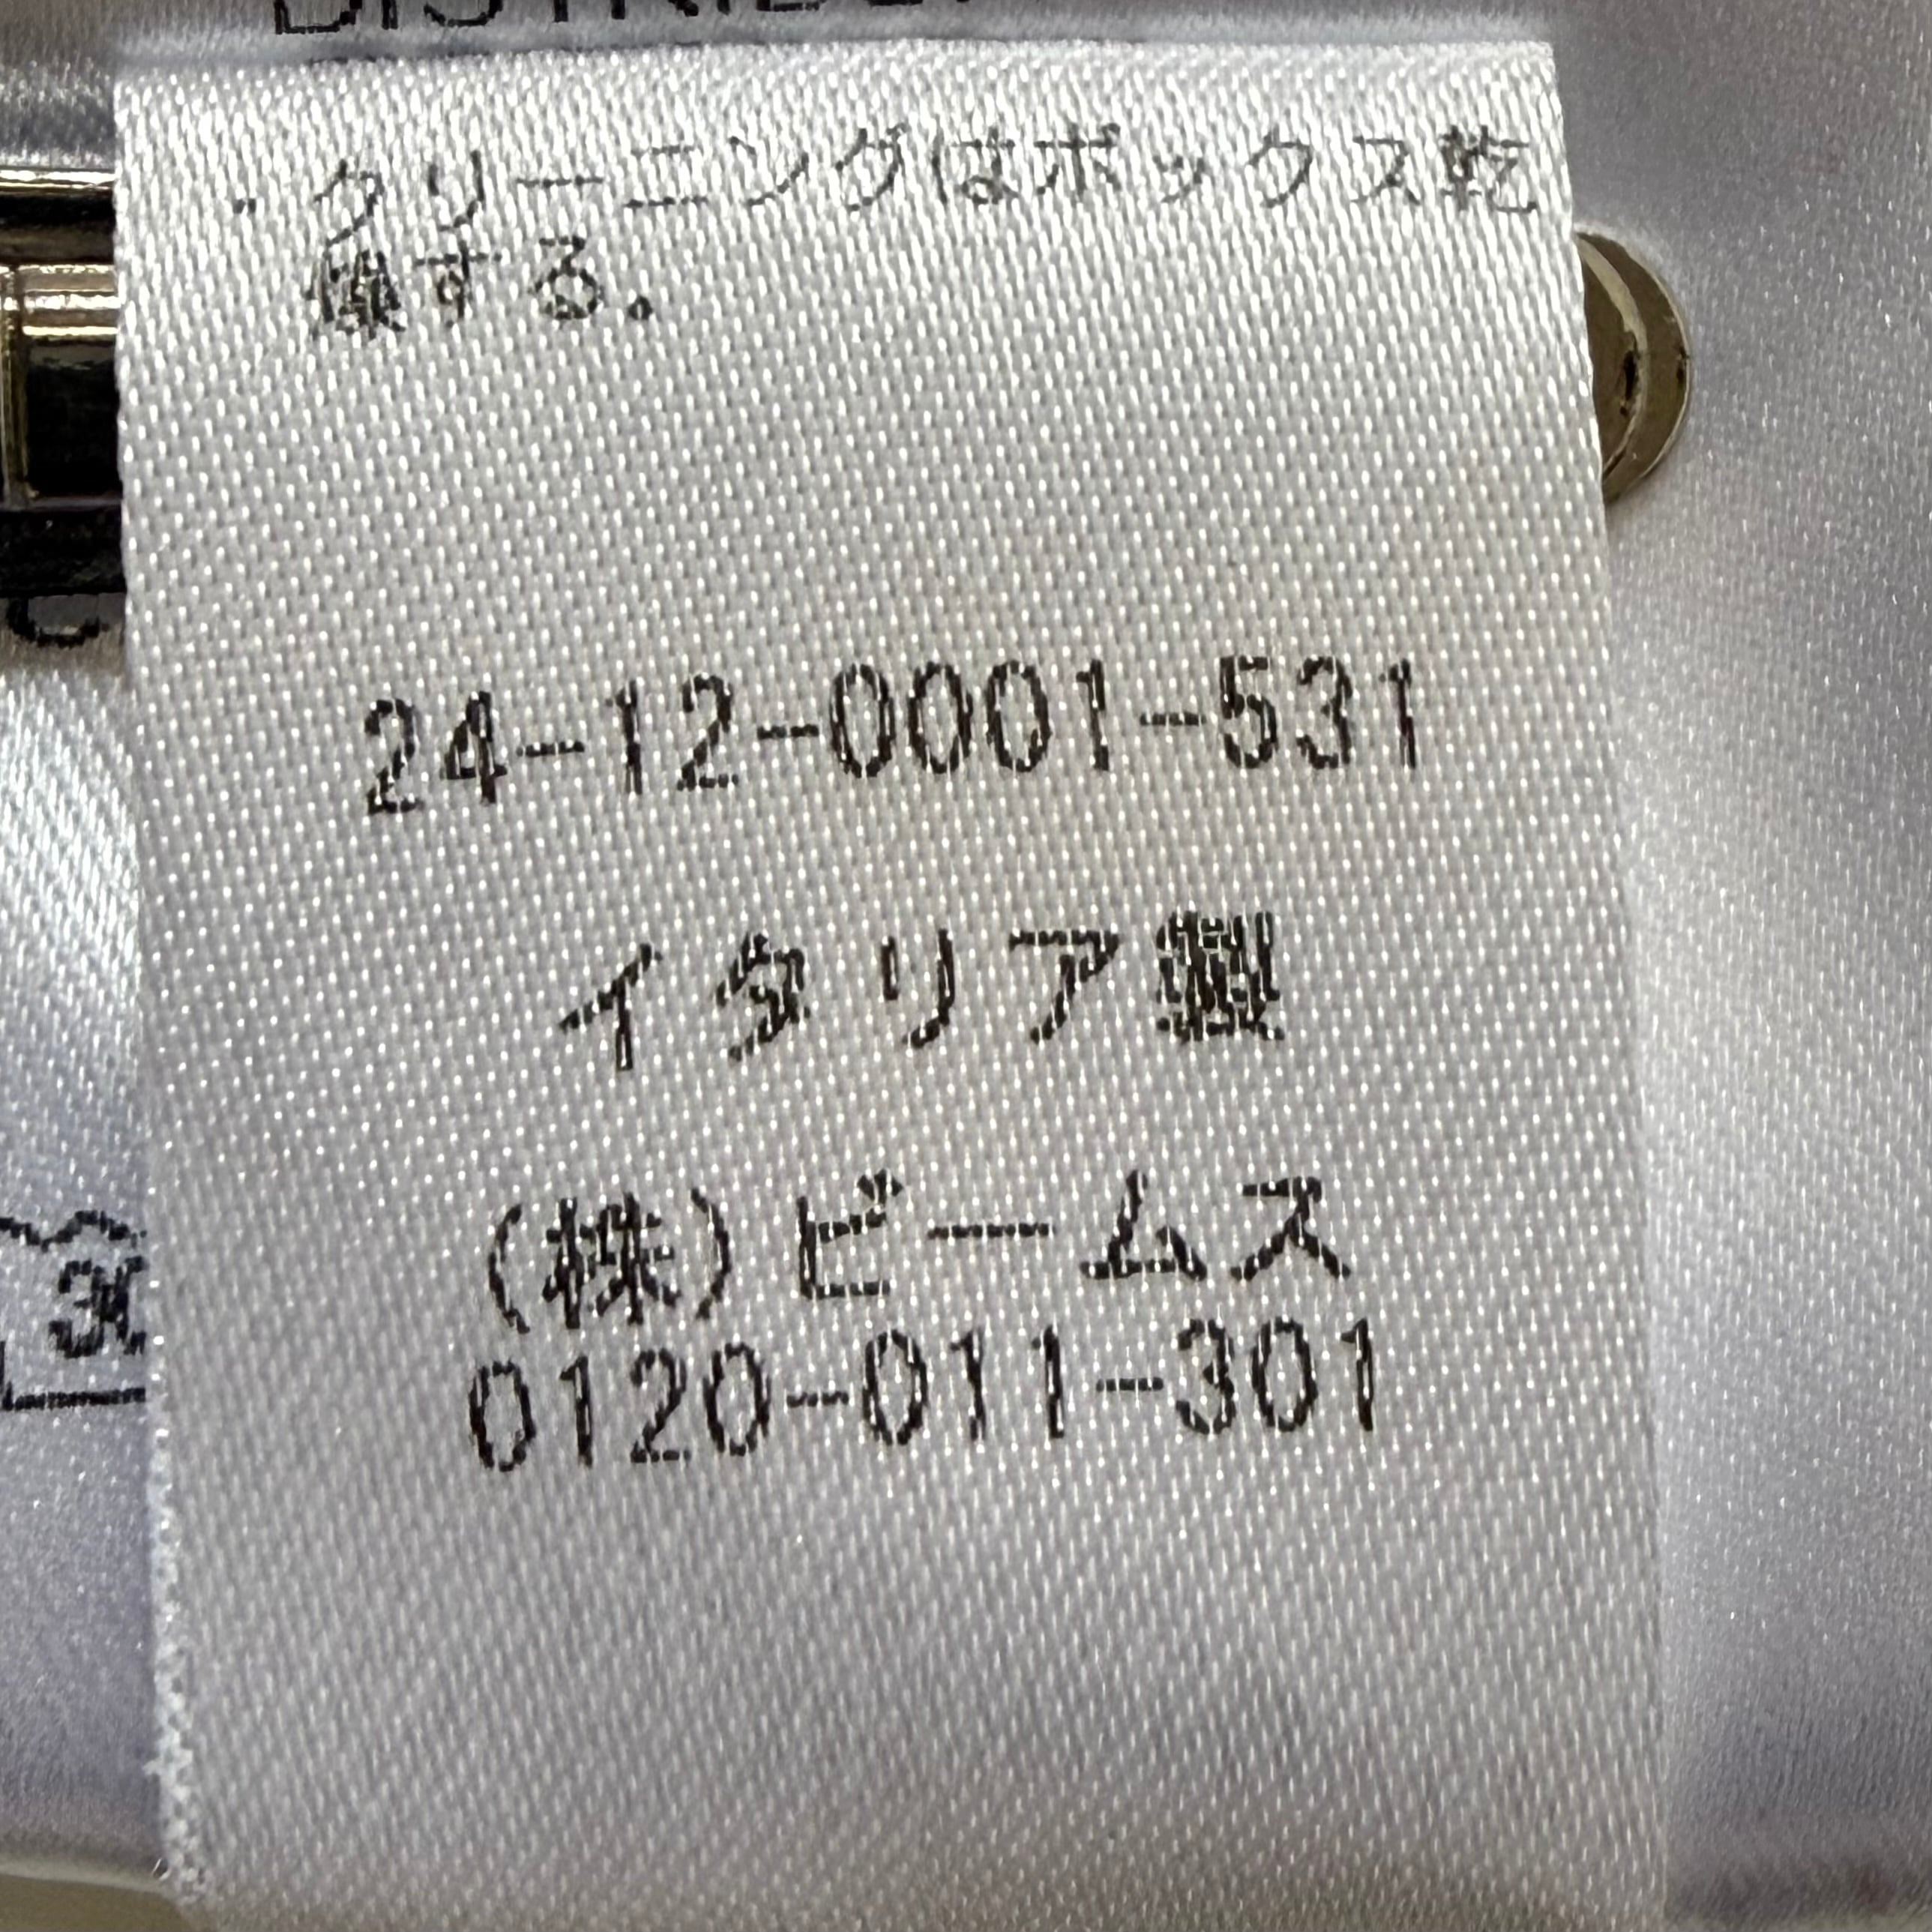 ・クリーニングはボックス乾
燥する。
24-12-0001-531
イタリア製
(株)ビームス
0120-011-301